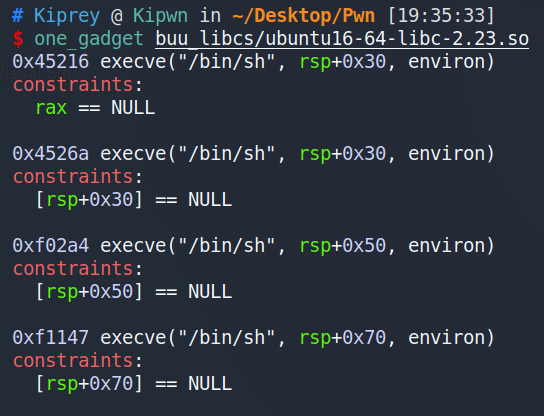 # Kiprey @ Kipwn in ~/Desktop/Pwn [19:35:33]
$ one_gadget buu_libcs/ubuntu16-64-libc-2.23.so
0x45216 execve("/bin/sh", rsp+0x30, environ)
constraints:
  rax == NULL

0x4526a execve("/bin/sh", rsp+0x30, environ)
constraints:
  [rsp+0x30] == NULL

0xf02a4 execve("/bin/sh", rsp+0x50, environ)
constraints:
  [rsp+0x50] == NULL

0xf1147 execve("/bin/sh", rsp+0x70, environ)
constraints:
  [rsp+0x70] == NULL